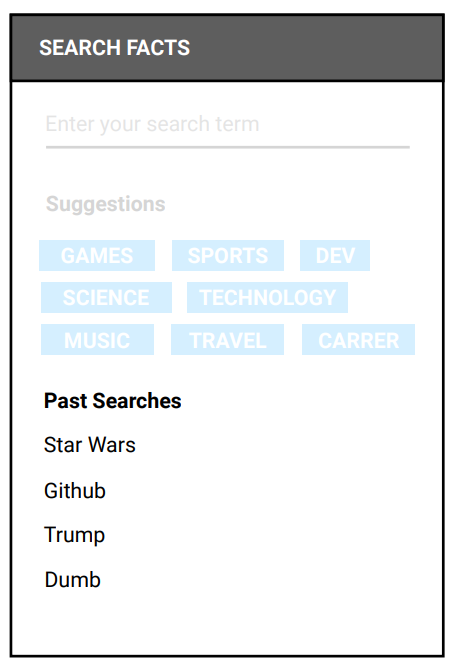 SEARCH FACTS
Enter your search term
Suggestions
GAMES SPORTS DEV
SCIENCE TECHNOLOGY
MUSIC TRAVEL CARRER
Past Searches
Star Wars
Github
Trump
Dumb